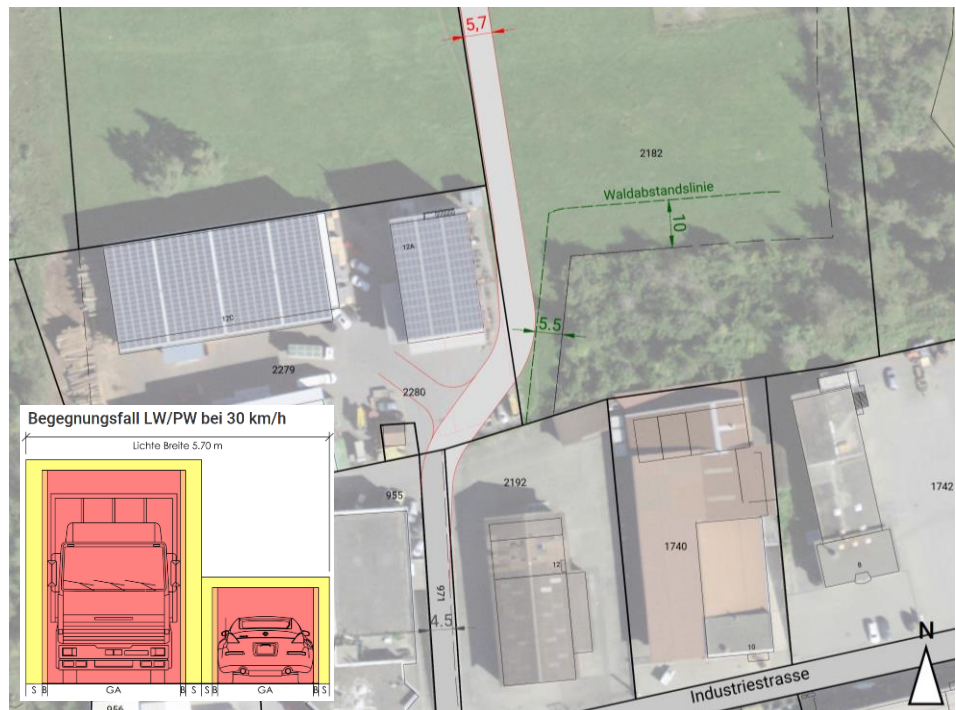 5,7
2182
Waldabstandslinie
10
12A
12C
5.5
2279
2280
Begegnungsfall LW/PW bei 30 km/h
Lichte Breite 5.70 m
S B GA B S S B GA B S
955
2192
1742
1740
12
8
971
4.5
10
N
Industriestrasse
956